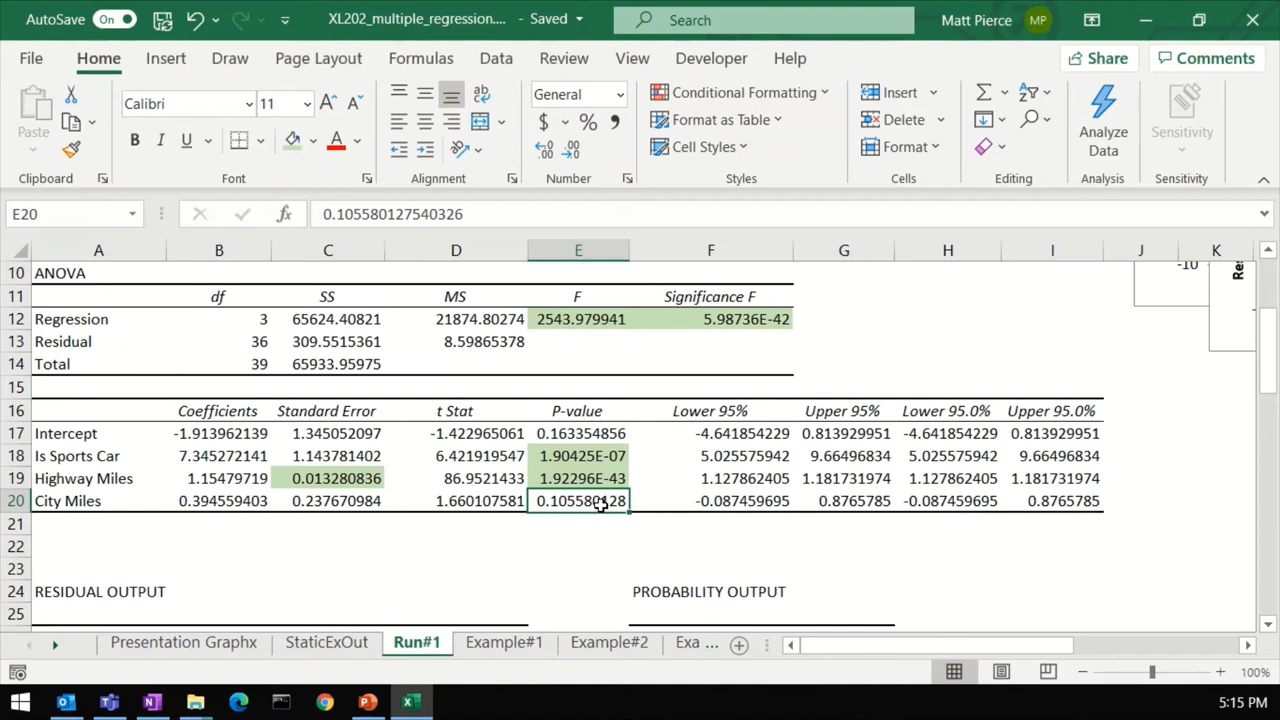 AutoSave On XL202_multiple_regression.... - Saved Search Matt Pierce MP
File Home Insert Draw Page Layout Formulas Data Review View Developer Help Share Comments
Paste Calibri 11 General Conditional Formatting Format as Table Cell Styles Insert Delete Format Analyze Data Sensitivity
Clipboard Font Alignment Number Styles Cells Editing Analysis Sensitivity
E20 fx 0.105580127540326
A B C D E F G H I J K
10 ANOVA -10
11 df SS MS F Significance F
12 Regression 3 65624.40821 21874.80274 2543.979941 5.98736E-42
13 Residual 36 309.5515361 8.59865378
14 Total 39 65933.95975
15
16 Coefficients Standard Error t Stat P-value Lower 95% Upper 95% Lower 95.0% Upper 95.0%
17 Intercept -1.913962139 1.345052097 -1.422965061 0.163354856 -4.641854229 0.813929951 -4.641854229 0.813929951
18 Is Sports Car 7.345272141 1.143781402 6.421919547 1.90425E-07 5.025575942 9.66496834 5.025575942 9.66496834
19 Highway Miles 1.15479719 0.013280836 86.9521433 1.92296E-43 1.127862405 1.181731974 1.127862405 1.181731974
20 City Miles 0.394559403 0.237670984 1.660107581 0.105580128 -0.087459695 0.8765785 -0.087459695 0.8765785
21
22
23
24 RESIDUAL OUTPUT PROBABILITY OUTPUT
25
Presentation Graphx StaticExOut Run#1 Example#1 Example#2 Exa ...
100%
5:15 PM